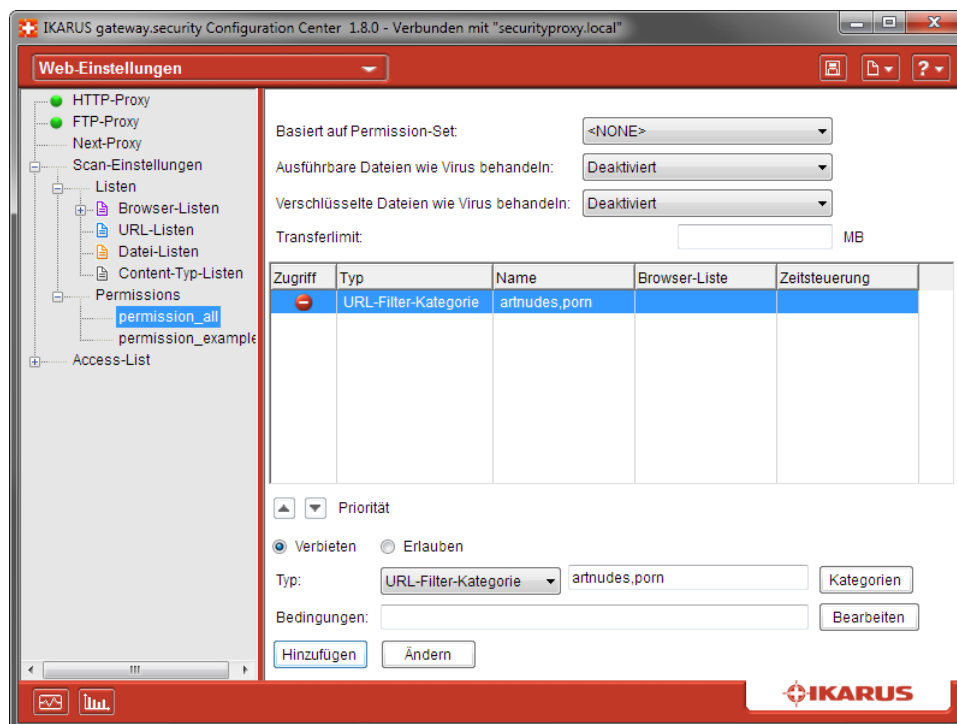 IKARUS gateway.security Configuration Center 1.8.0 - Verbunden mit "securityproxy.local"
Web-Einstellungen
?
HTTP-Proxy
FTP-Proxy
Next-Proxy
Scan-Einstellungen
Listen
Browser-Listen
URL-Listen
Datei-Listen
Content-Typ-Listen
Permissions
permission_all
permission_example
Access-List
Basiert auf Permission-Set: <NONE>
Ausführbare Dateien wie Virus behandeln: Deaktiviert
Verschlüsselte Dateien wie Virus behandeln: Deaktiviert
Transferlimit: MB
Zugriff Typ Name Browser-Liste Zeitsteuerung
URL-Filter-Kategorie artnudes,porn
Priorität
Verbieten Erlauben
Typ: URL-Filter-Kategorie artnudes,porn Kategorien
Bedingungen: Bearbeiten
Hinzufügen Ändern
IKARUS